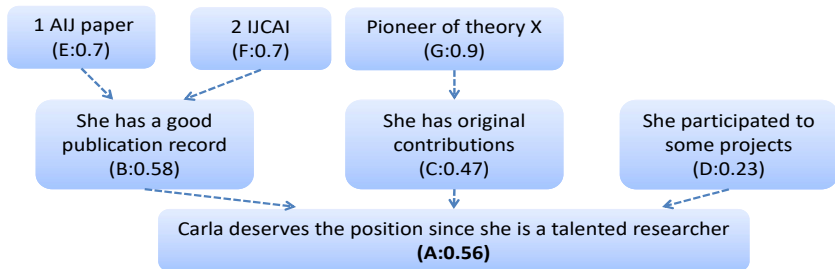 1 AIJ paper
(E:0.7)
2 IJCAI
(F:0.7)
Pioneer of theory X
(G:0.9)
She has a good
publication record
(B:0.58)
She has original
contributions
(C:0.47)
She participated to
some projects
(D:0.23)
Carla deserves the position since she is a talented researcher
(A:0.56)